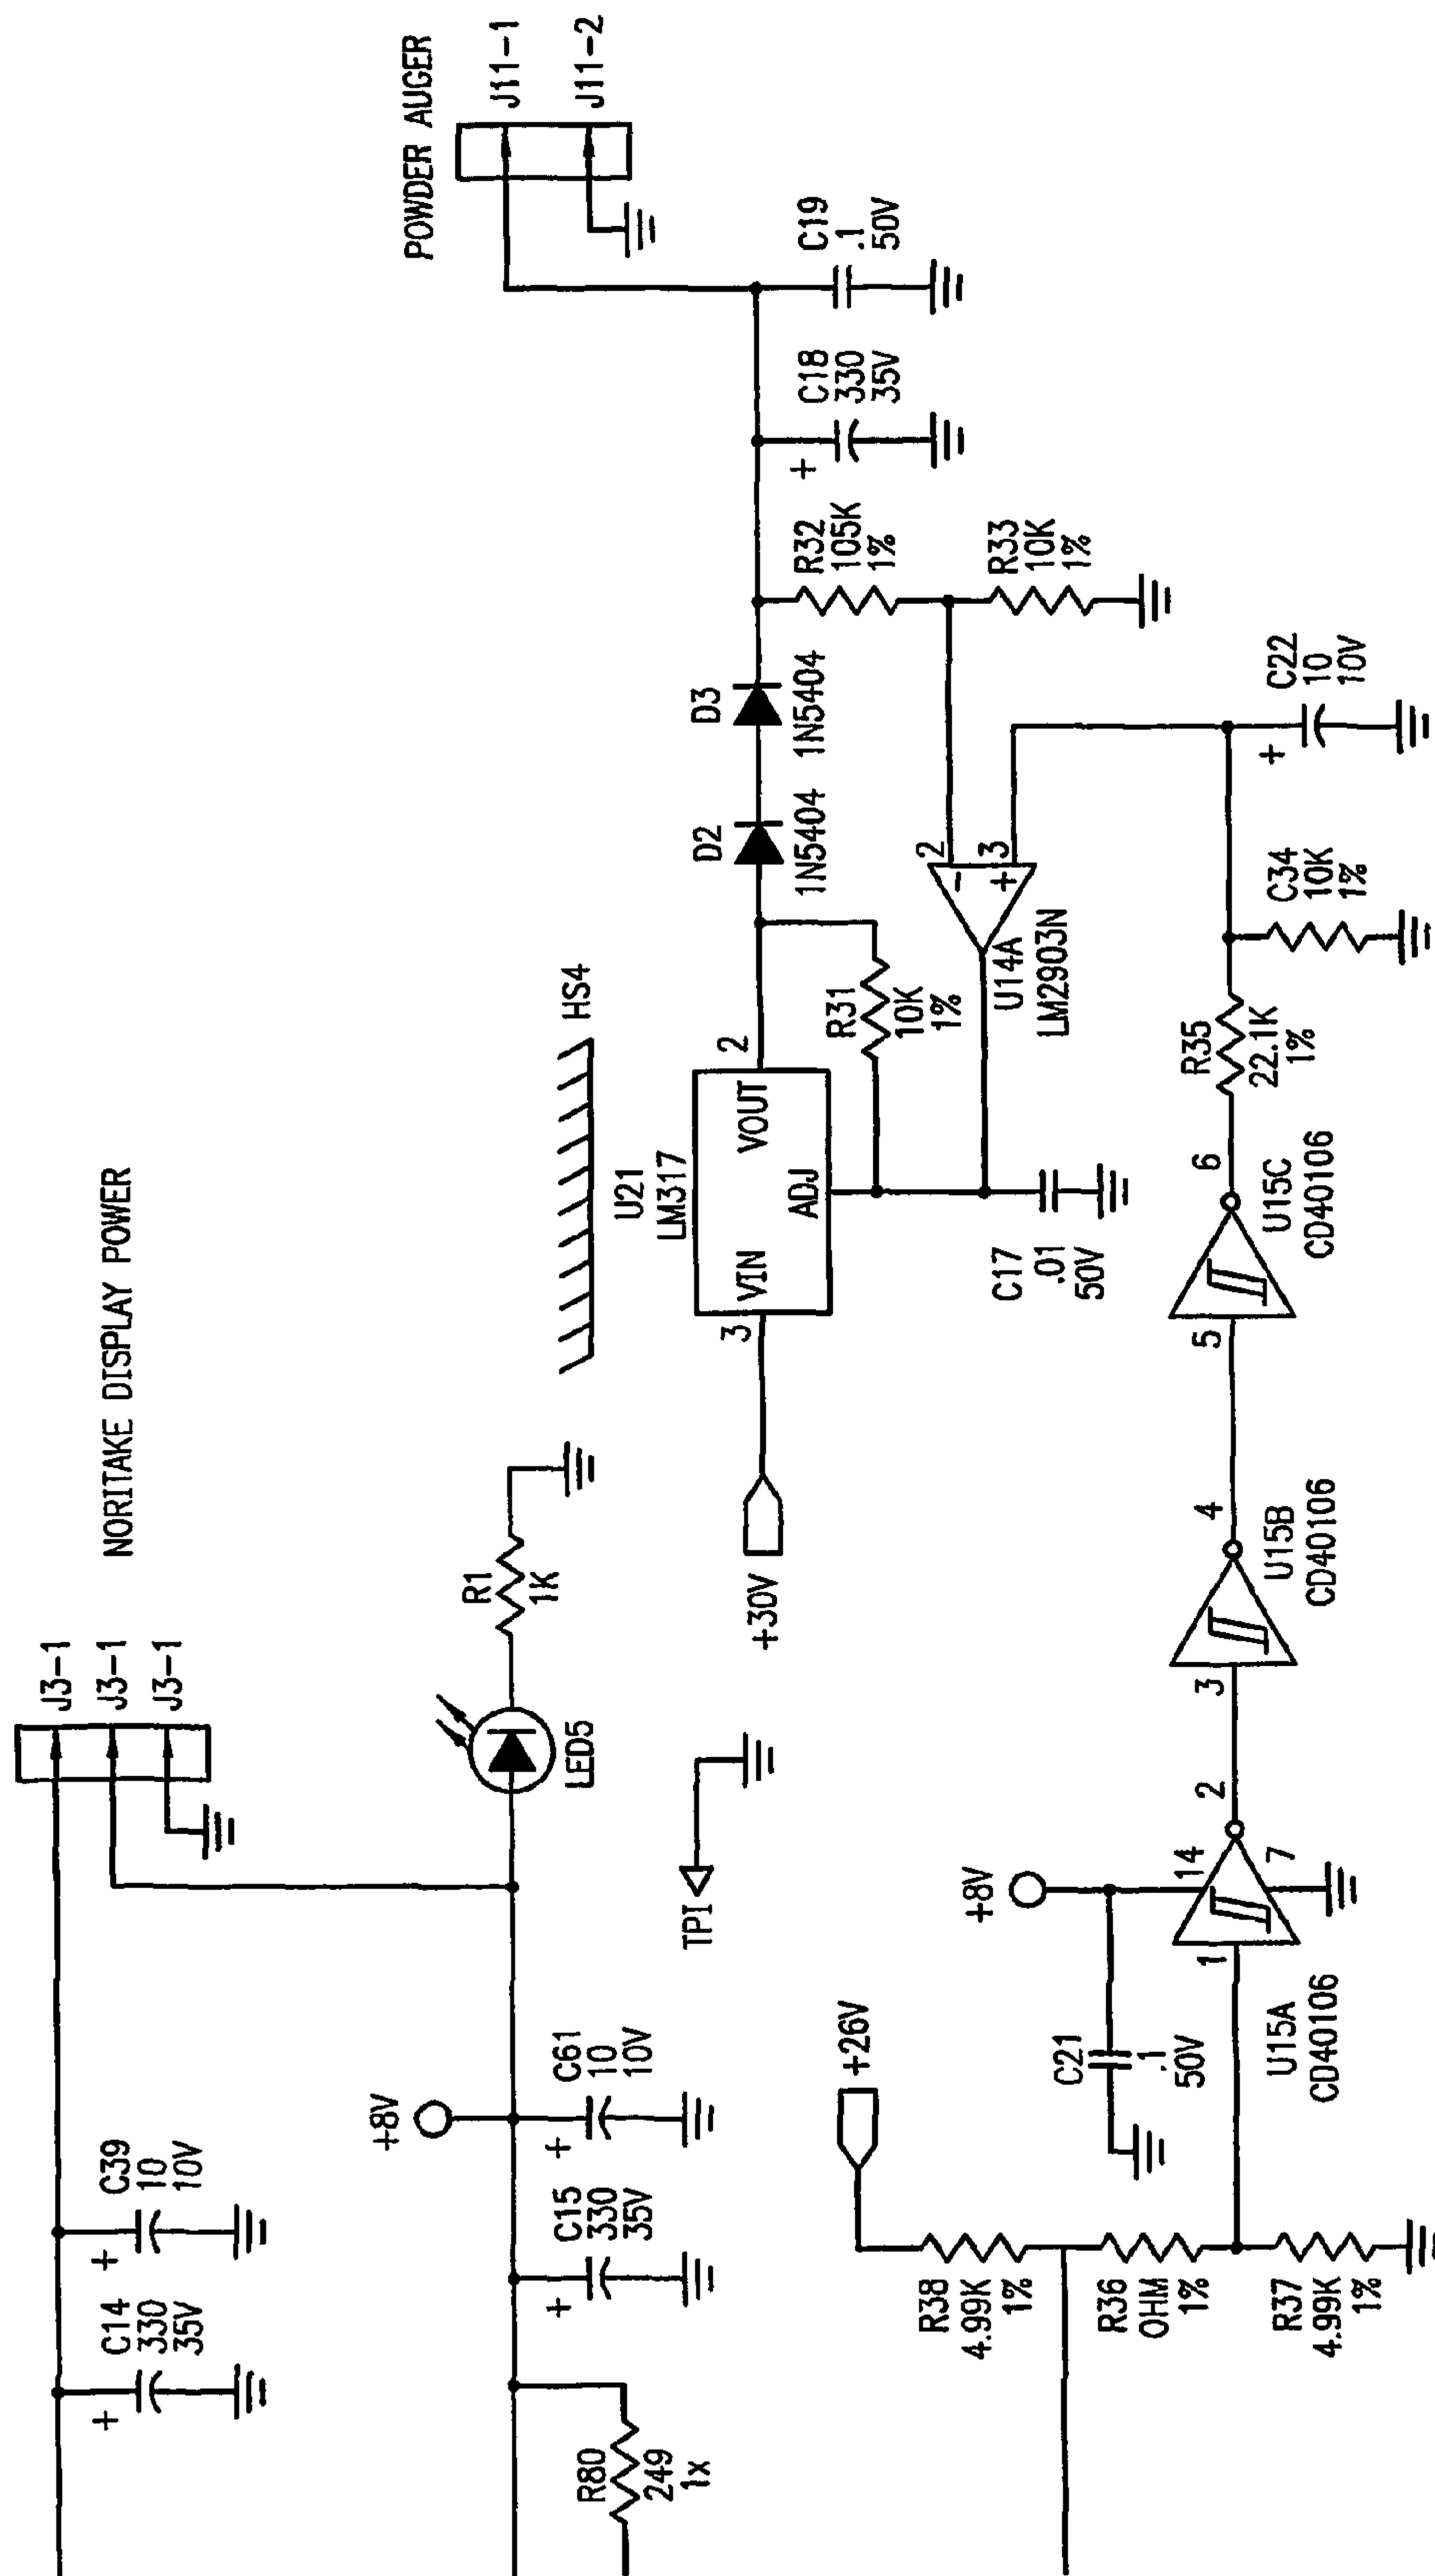 POWDER AUGER
J11-1
J11-2
C19
.1
50V
C18
330
35V
+
R32
105K
1%
R33
10K
1%
C22
10
10V
+
D3
1N5404
D2
1N5404
2
3
-
+
U14A
LM2903N
C34
10K
1%
R31
10K
1%
R35
22.1K
1%
HS4
U21
LM317
VIN
VOUT
ADJ
2
3
C17
.01
50V
6
U15C
CD40106
5
+30V
NORITAKE DISPLAY POWER
J3-1
J3-1
J3-1
R1
1K
LED5
TPI
4
U15B
CD40106
3
2
+8V
14
7
1
U15A
CD40106
C21
.1
50V
+26V
C39
10
10V
+
C14
330
35V
+
+8V
C61
10
10V
+
C15
330
35V
+
R80
249
1x
R38
4.99K
1%
R36
OHM
1%
R37
4.99K
1%